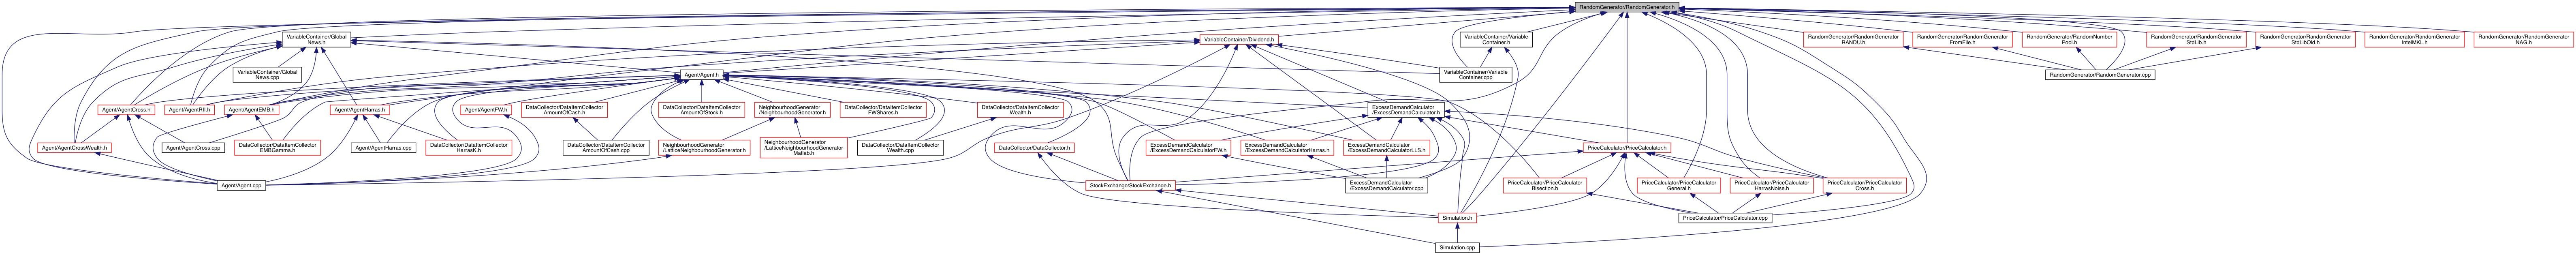 RandomGenerator/RandomGenerator.h
VariableContainer/Global
News.h
VariableContainer/Dividend.h
VariableContainer/Variable
Container.h
RandomGenerator/RandomGenerator
RANDU.h
RandomGenerator/RandomGenerator
FromFile.h
RandomGenerator/RandomNumber
Pool.h
RandomGenerator/RandomGenerator
StdLib.h
RandomGenerator/RandomGenerator
StdLibOld.h
RandomGenerator/RandomGenerator
IntelMKL.h
RandomGenerator/RandomGenerator
NAG.h
VariableContainer/Global
News.cpp
Agent/Agent.h
VariableContainer/Variable
Container.cpp
RandomGenerator/RandomGenerator.cpp
Agent/AgentCross.h
Agent/AgentRII.h
Agent/AgentEMB.h
Agent/AgentHarras.h
Agent/AgentFW.h
DataCollector/DataItemCollector
AmountOfCash.h
DataCollector/DataItemCollector
AmountOfStock.h
NeighbourhoodGenerator
/NeighbourhoodGenerator.h
DataCollector/DataItemCollector
FWShares.h
DataCollector/DataItemCollector
Wealth.h
ExcessDemandCalculator
/ExcessDemandCalculator.h
Agent/AgentCrossWealth.h
Agent/AgentCross.cpp
DataCollector/DataItemCollector
EMBGamma.h
Agent/AgentHarras.cpp
DataCollector/DataItemCollector
HarrasK.h
DataCollector/DataItemCollector
AmountOfCash.cpp
NeighbourhoodGenerator
/LatticeNeighbourhoodGenerator.h
NeighbourhoodGenerator
/LatticeNeighbourhoodGenerator
Matlab.h
DataCollector/DataItemCollector
Wealth.cpp
DataCollector/DataCollector.h
ExcessDemandCalculator
/ExcessDemandCalculatorFW.h
ExcessDemandCalculator
/ExcessDemandCalculatorHarras.h
ExcessDemandCalculator
/ExcessDemandCalculatorLLS.h
PriceCalculator/PriceCalculator.h
Agent/Agent.cpp
StockExchange/StockExchange.h
ExcessDemandCalculator
/ExcessDemandCalculator.cpp
PriceCalculator/PriceCalculator
Bisection.h
PriceCalculator/PriceCalculator
General.h
PriceCalculator/PriceCalculator
HarrasNoise.h
PriceCalculator/PriceCalculator
Cross.h
Simulation.h
PriceCalculator/PriceCalculator.cpp
Simulation.cpp